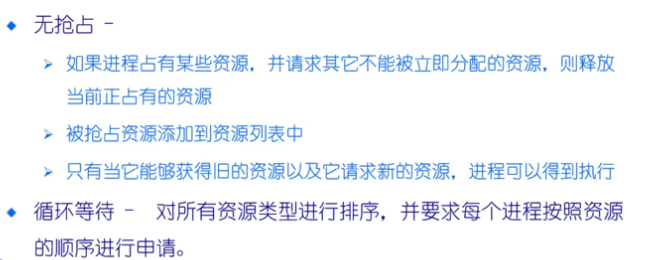 无抢占 -
如果进程占有某些资源，并请求其它不能被立即分配的资源，则释放
当前正占有的资源
被抢占资源添加到资源列表中
只有当它能够获得旧的资源以及它请求新的资源，进程可以得到执行
循环等待 - 对所有资源类型进行排序，并要求每个进程按照资源
的顺序进行申请。